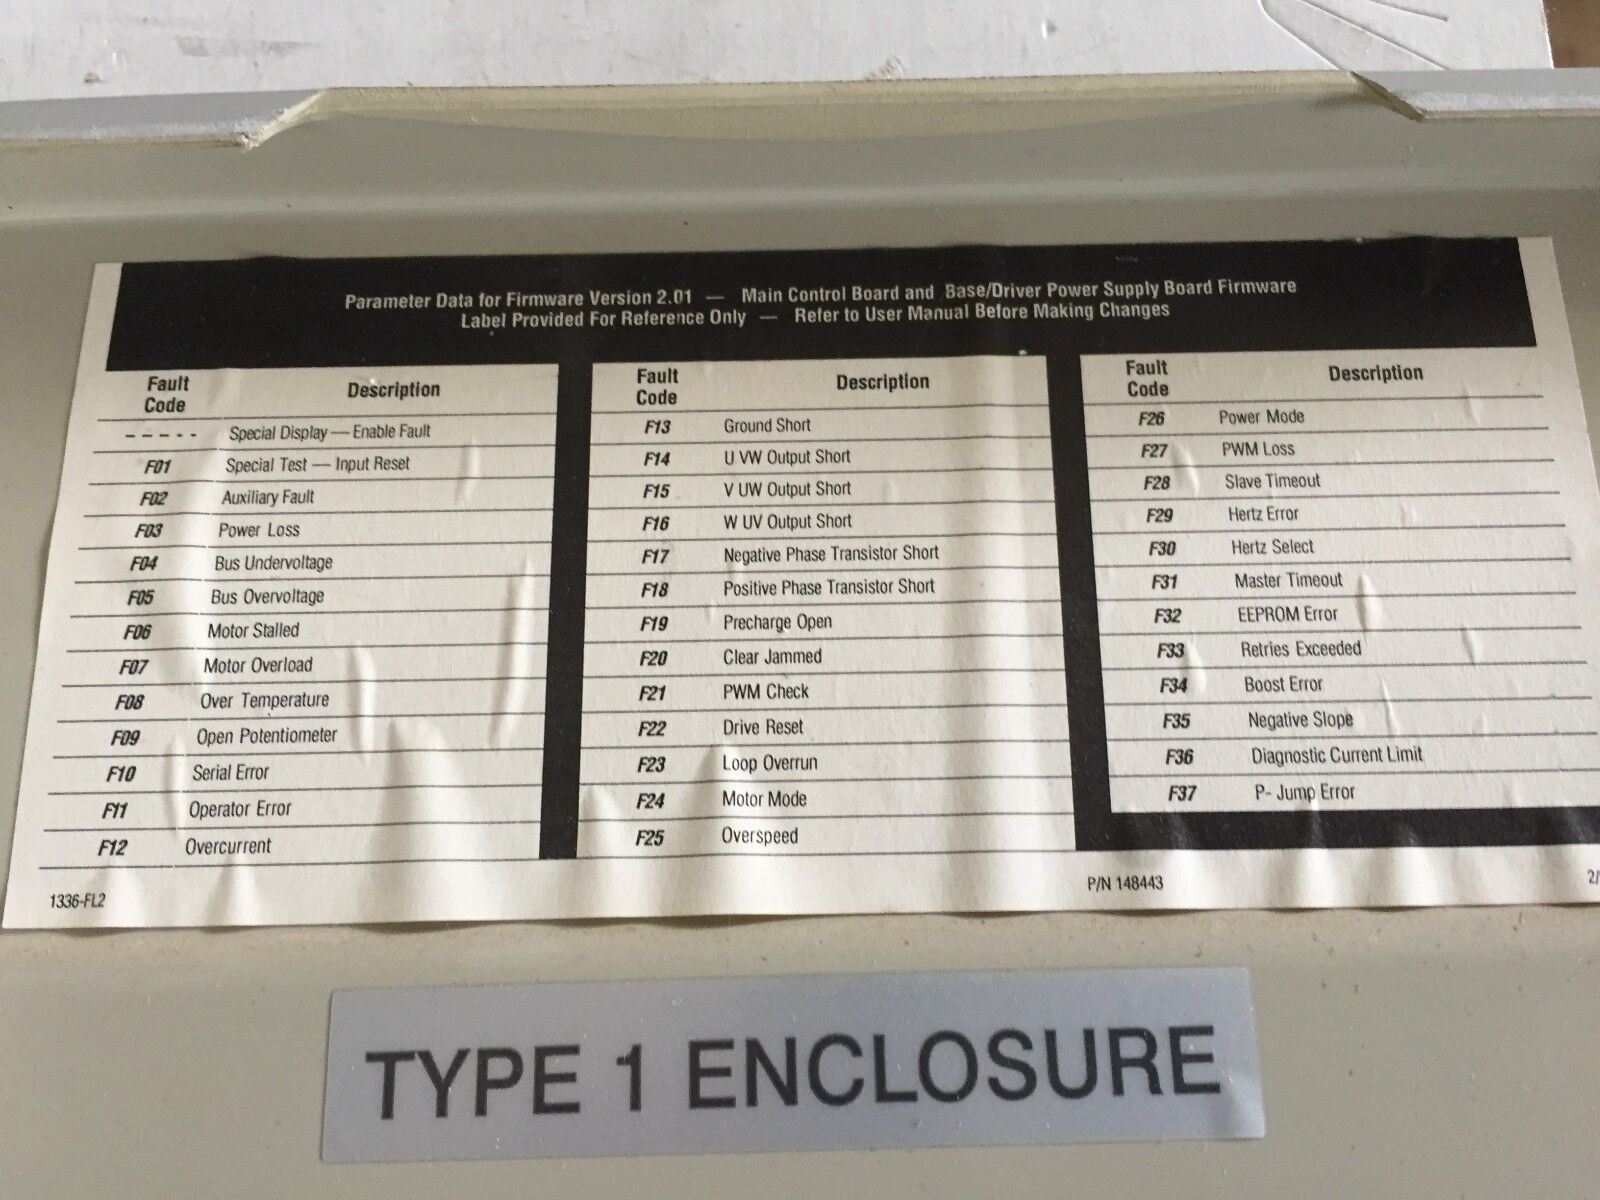 Parameter Data for Firmware Version 2.01 — Main Control Board and Base/Driver Power Supply Board Firmware
Label Provided For Reference Only — Refer to User Manual Before Making Changes
Fault Code Description
----- Special Display — Enable Fault
F01 Special Test — Input Reset
F02 Auxiliary Fault
F03 Power Loss
F04 Bus Undervoltage
F05 Bus Overvoltage
F06 Motor Stalled
F07 Motor Overload
F08 Over Temperature
F09 Open Potentiometer
F10 Serial Error
F11 Operator Error
F12 Overcurrent
Fault Code Description
F13 Ground Short
F14 U VW Output Short
F15 V UW Output Short
F16 W UV Output Short
F17 Negative Phase Transistor Short
F18 Positive Phase Transistor Short
F19 Precharge Open
F20 Clear Jammed
F21 PWM Check
F22 Drive Reset
F23 Loop Overrun
F24 Motor Mode
F25 Overspeed
Fault Code Description
F26 Power Mode
F27 PWM Loss
F28 Slave Timeout
F29 Hertz Error
F30 Hertz Select
F31 Master Timeout
F32 EEPROM Error
F33 Retries Exceeded
F34 Boost Error
F35 Negative Slope
F36 Diagnostic Current Limit
F37 P- Jump Error
1336-FL2
P/N 148443
2/
TYPE 1 ENCLOSURE